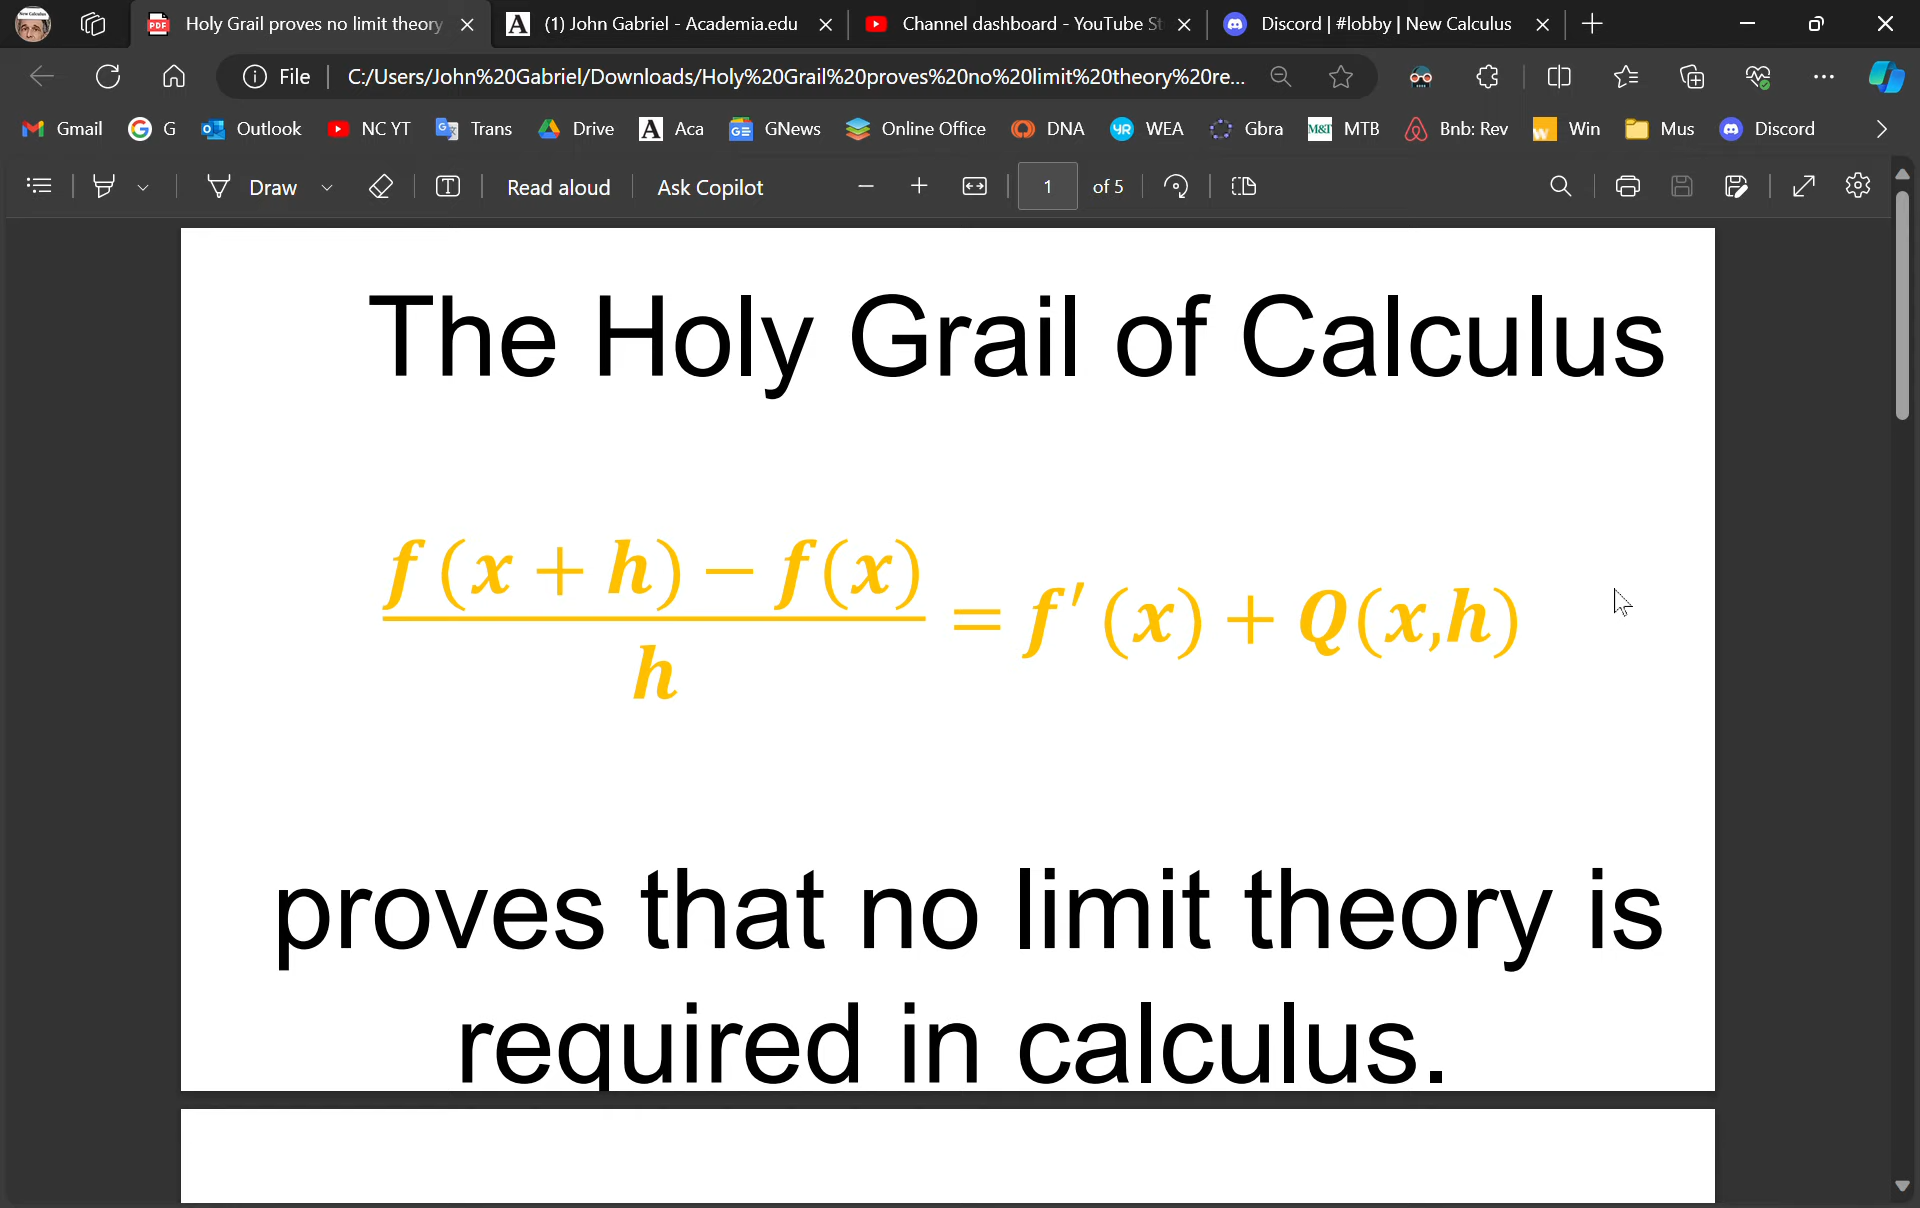 Holy Grail proves no limit theory
(1) John Gabriel - Academia.edu
Channel dashboard - YouTube St
Discord | #lobby | New Calculus
File
C:/Users/John%20Gabriel/Downloads/Holy%20Grail%20proves%20no%20limit%20theory%20re...
Gmail G Outlook NC YT Trans Drive Aca GNews Online Office DNA WEA Gbra MTB Bnb: Rev Win Mus Discord
Draw Read aloud Ask Copilot 1 of 5
The Holy Grail of Calculus
f(x + h) − f(x)
h
= f′(x) + Q(x,h)
proves that no limit theory is
required in calculus.